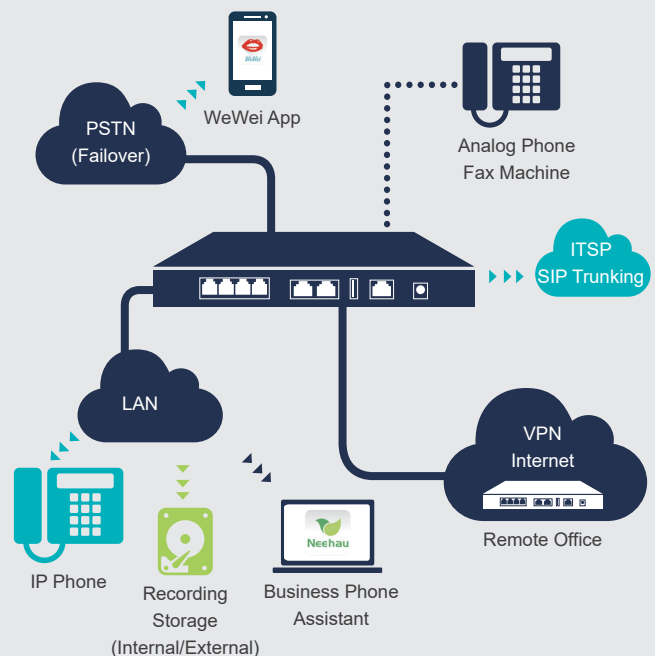 WeWei
WeWei App
PSTN
(Failover)
Analog Phone
Fax Machine
ITSP
SIP Trunking
LAN
VPN
Internet
Remote Office
IP Phone
Recording
Storage
(Internal/External)
Neehau
Business Phone
Assistant